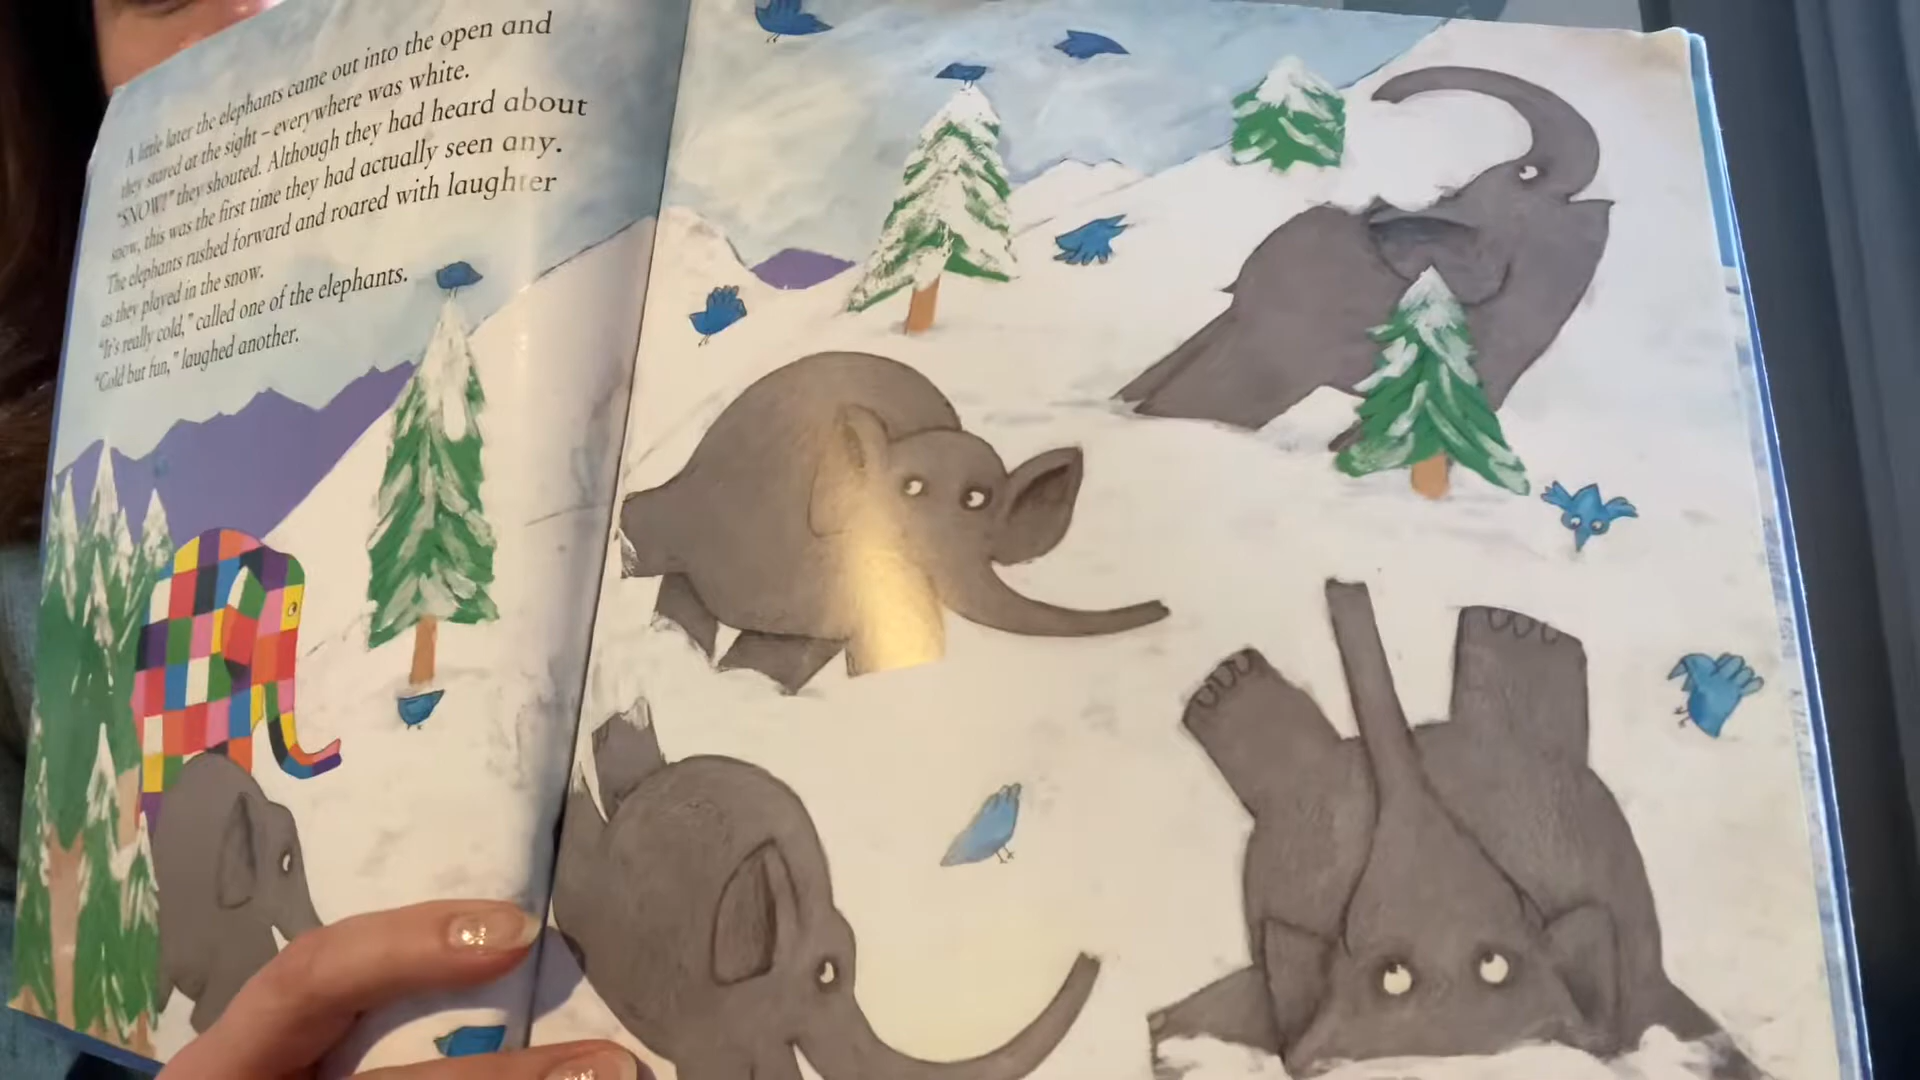 A little later the elephants came out into the open and
they stared at the sight – everywhere was white.
“SNOW!” they shouted. Although they had heard about
snow, this was the first time they had actually seen any.
The elephants rushed forward and roared with laughter
as they played in the snow.
“It’s really cold,” called one of the elephants.
“Cold but fun,” laughed another.